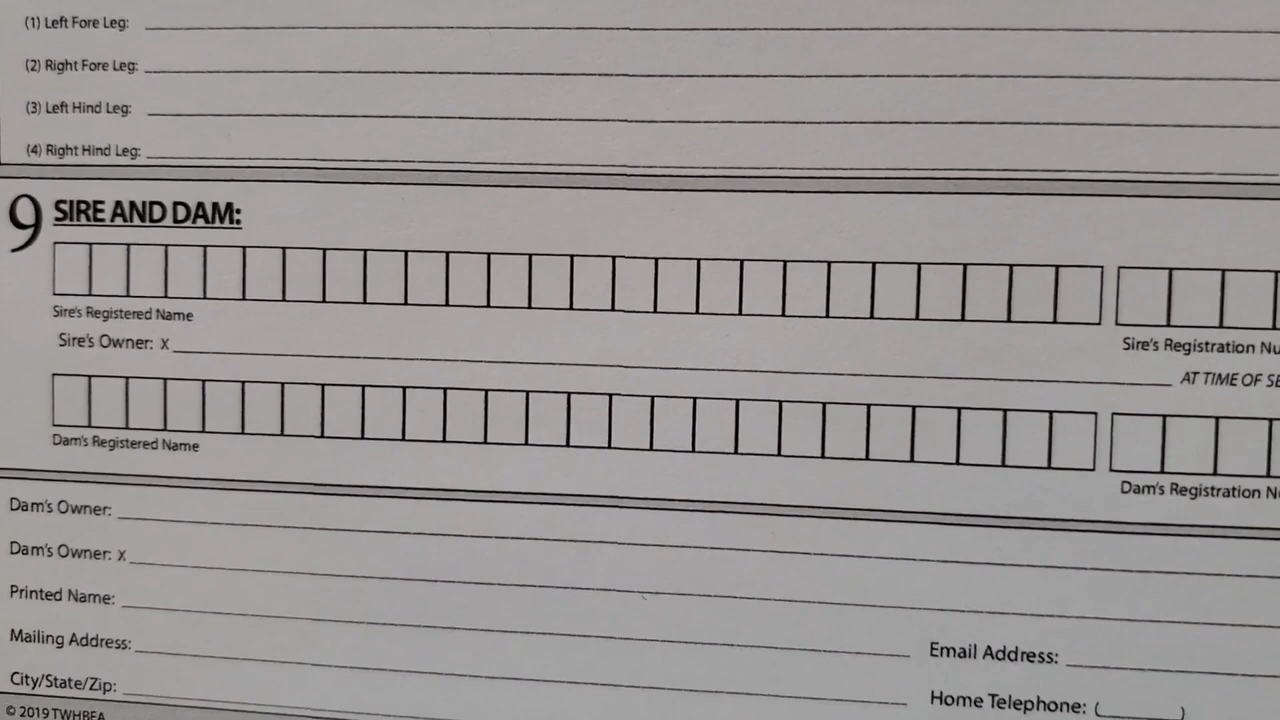 (1) Left Fore Leg:
(2) Right Fore Leg:
(3) Left Hind Leg:
(4) Right Hind Leg:
9 SIRE AND DAM:
Sire's Registered Name
Sire's Registration Nu
Sire's Owner: X
AT TIME OF SE
Dam's Registered Name
Dam's Registration N
Dam's Owner:
Dam's Owner: X
Printed Name:
Mailing Address:
Email Address:
City/State/Zip:
Home Telephone: ( )
© 2019 TWHBEA